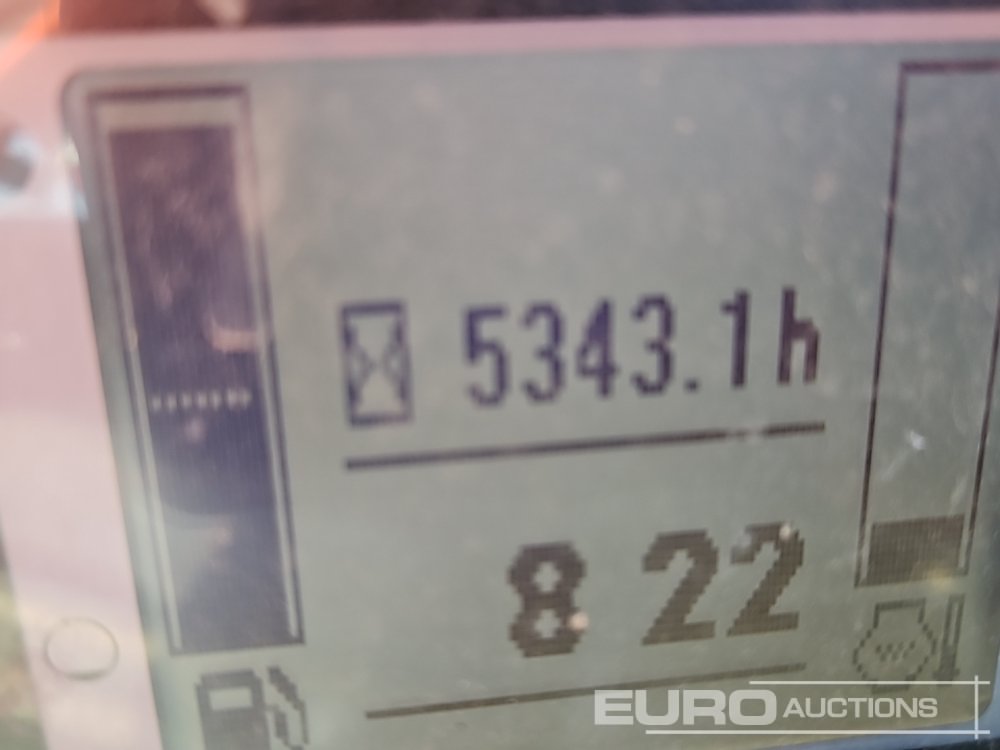 5343.1h
8 22
W
EURO AUCTIONS